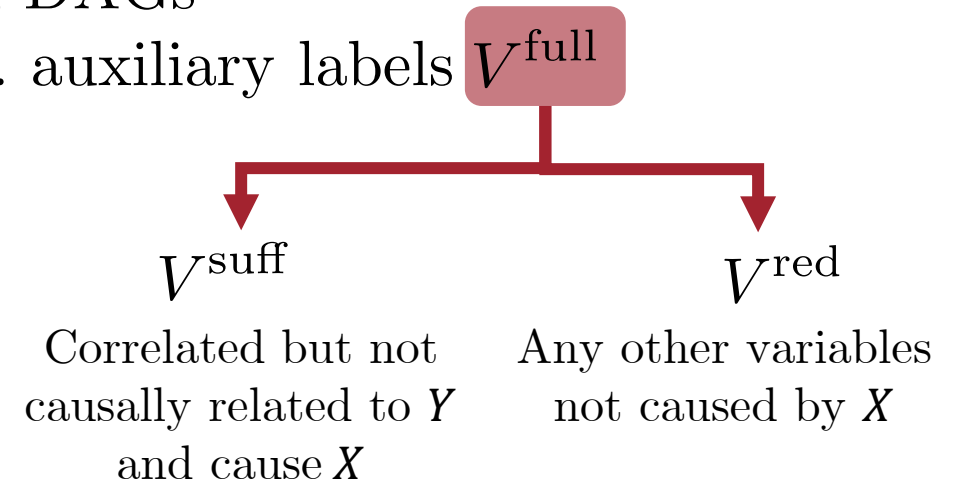 DAGs
. auxiliary labels V^full
V^suff
V^red
Correlated but not
causally related to Y
and cause X
Any other variables
not caused by X